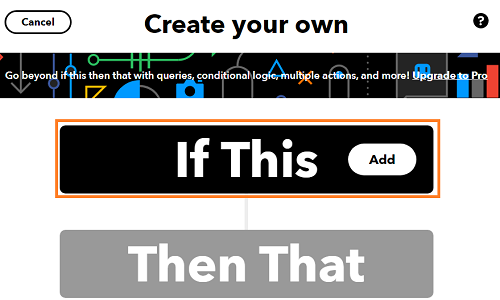 Cancel
Create your own
?
Go beyond if this then that with queries, conditional logic, multiple actions, and more! Upgrade to Pro
If This
Add
Then That